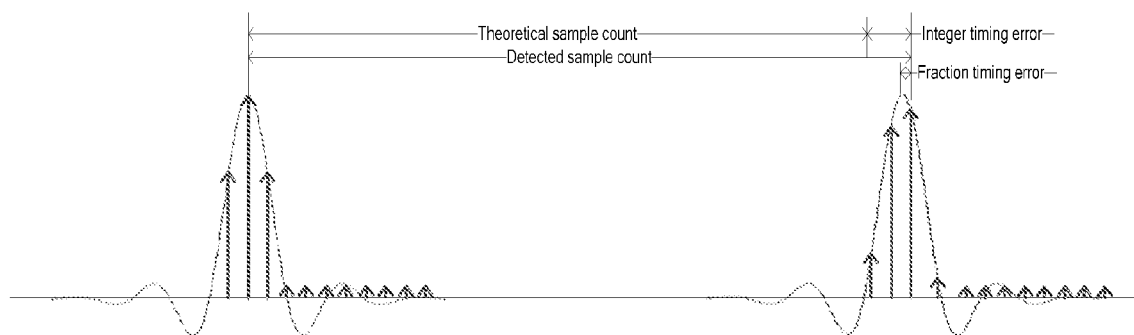 Theoretical sample count
Integer timing error
Detected sample count
Fraction timing error